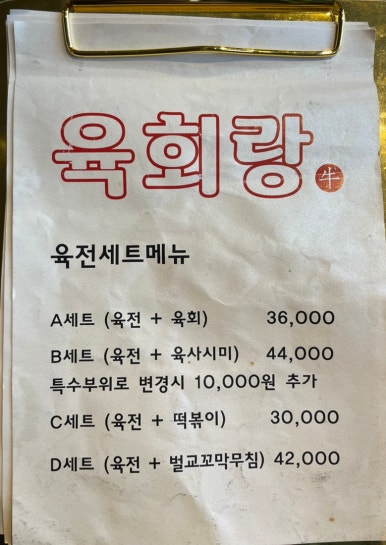 육회랑 牛
육전세트메뉴
A세트 (육전 + 육회) 36,000
B세트 (육전 + 육사시미) 44,000
특수부위로 변경시 10,000원 추가
C세트 (육전 + 떡볶이) 30,000
D세트 (육전 + 벌교꼬막무침) 42,000